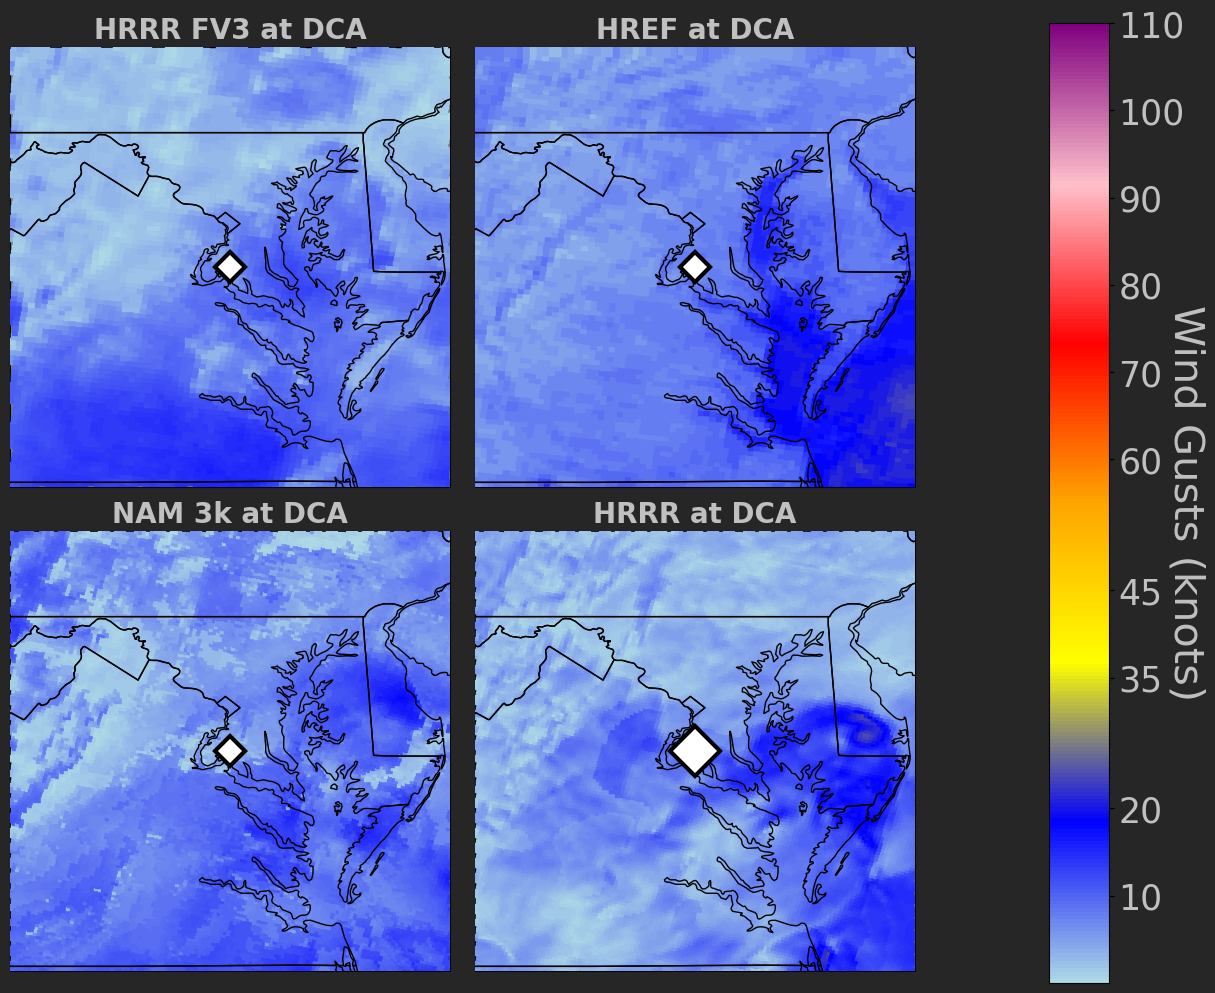 HRRR FV3 at DCA
HREF at DCA
NAM 3k at DCA
HRRR at DCA
110
100
90
80
70
60
45
35
20
10
Wind Gusts (knots)